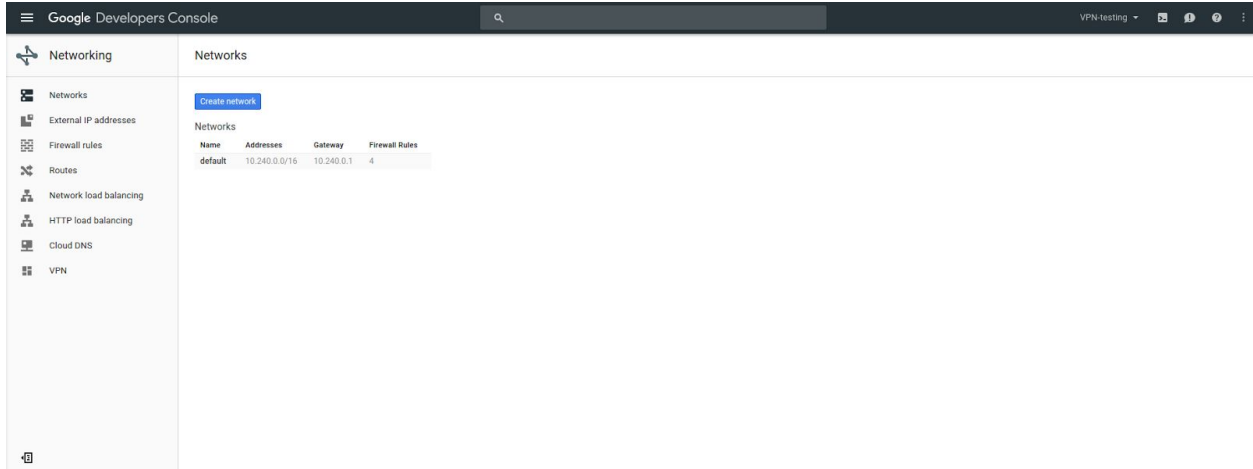 Google Developers Console
VPN-testing
Networking
Networks
Networks
External IP addresses
Firewall rules
Routes
Network load balancing
HTTP load balancing
Cloud DNS
VPN
Create network
Networks
Name Addresses Gateway Firewall Rules
default 10.240.0.0/16 10.240.0.1 4